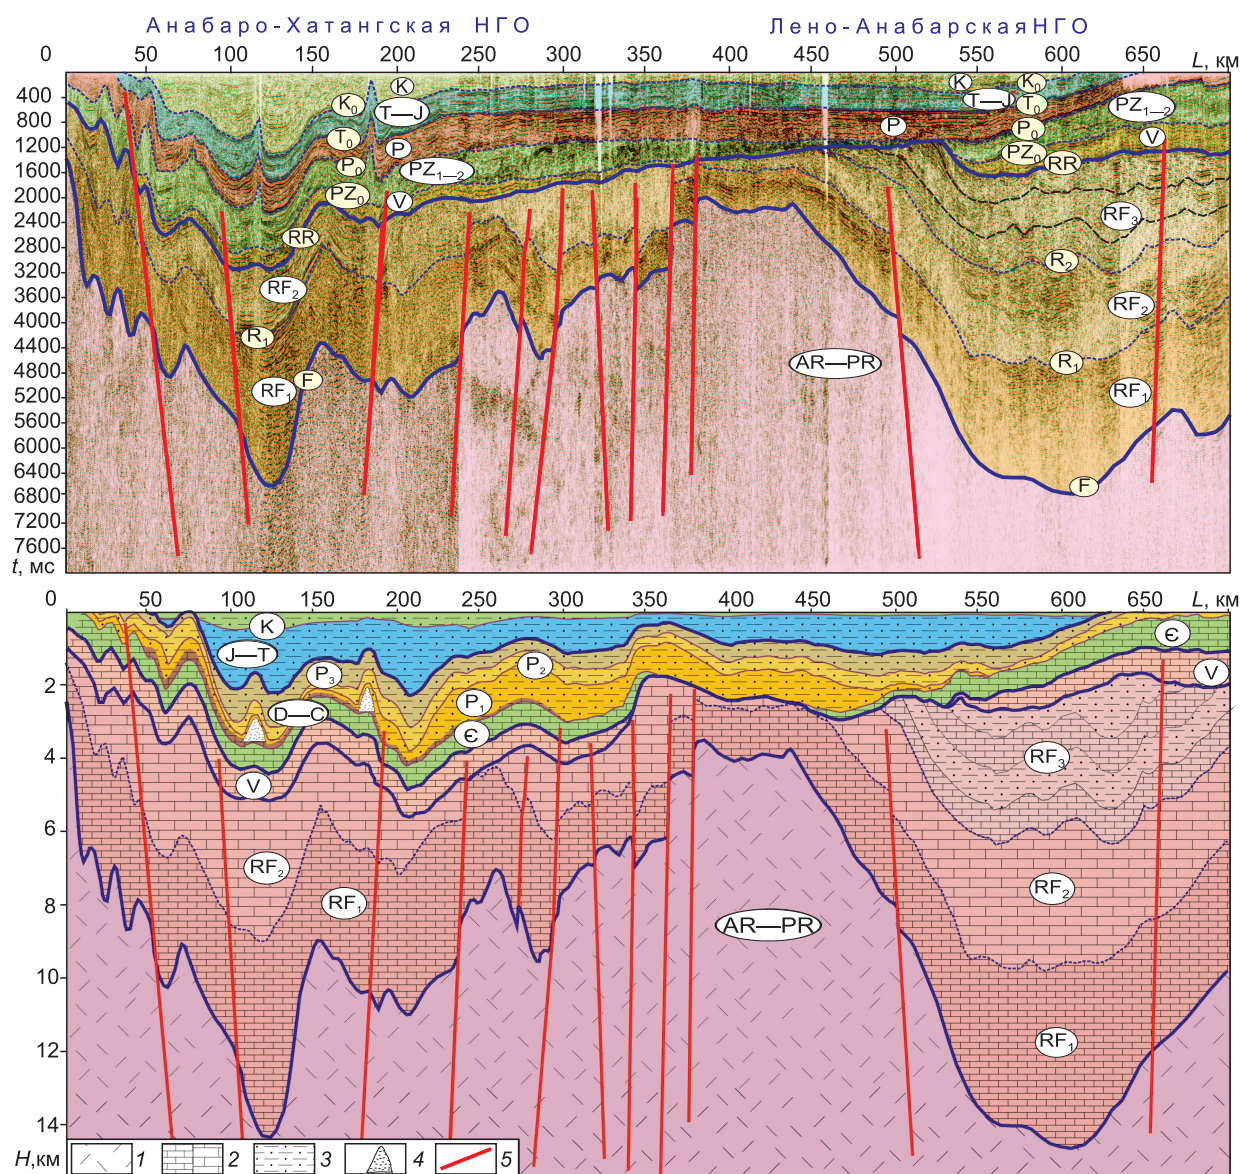 Анабаро-Хатангская НГО Лено-Анабарская НГО
0 50 100 150 200 250 300 350 400 450 500 550 600 650 L, км
400
800
1200
1600
2000
2400
2800
3200
3600
4000
4400
4800
5200
5600
6000
6400
6800
7200
7600
t, мс
K K K₀
K₀ T—J T—J T₀ PZ₁₋₂
T₀ P P P₀ V
P₀ PZ₁₋₂ PZ₀ RR
PZ₀ V
RR RF₃
RF₂ R₂
R₁ RF₂
AR—PR R₁
RF₁ F RF₁
F
0 50 100 150 200 250 300 350 400 450 500 550 600 650 L, км
2
4
6
8
10
12
14
H, км
K Є
J—T V
P₃ P₂
D—C P₁
Є
V RF₃
RF₂ RF₂
RF₁ AR—PR
RF₁
1 2 3 4 5